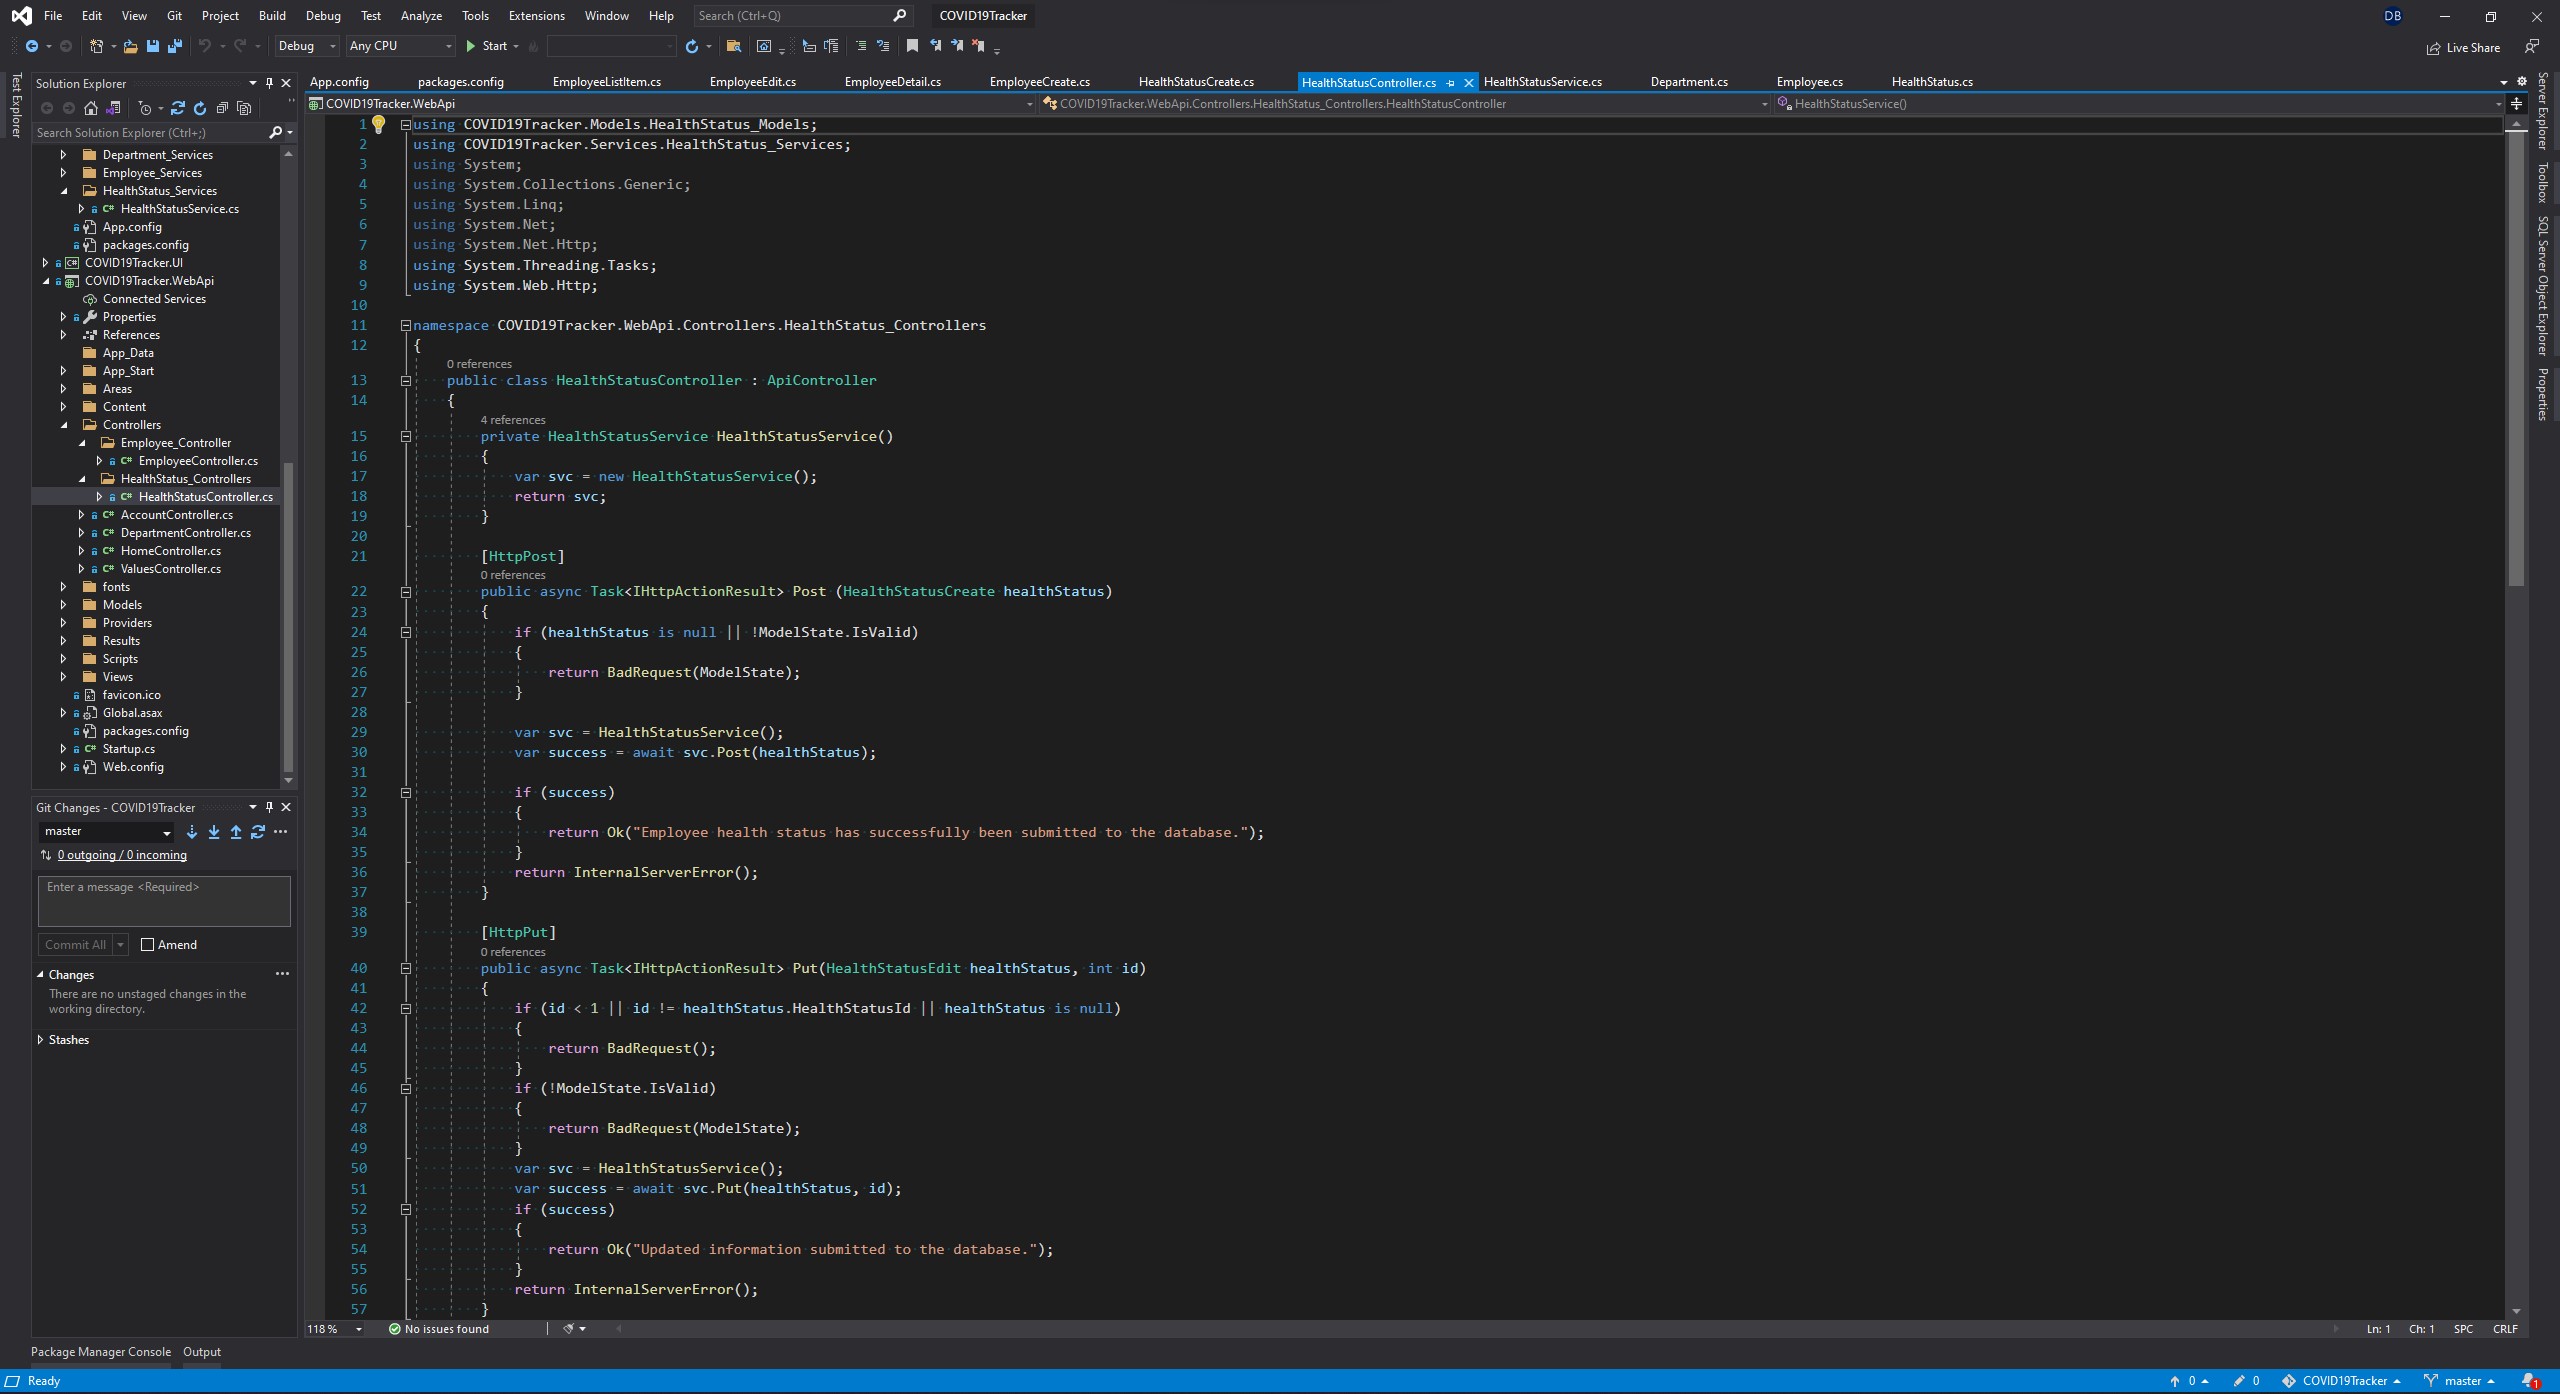 File Edit View Git Project Build Debug Test Analyze Tools Extensions Window Help Search (Ctrl+Q) COVID19Tracker DB
Debug Any CPU Start Live Share
Test Explorer
Solution Explorer
Search Solution Explorer (Ctrl+;)
Department_Services
Employee_Services
HealthStatus_Services
C# HealthStatusService.cs
App.config
packages.config
C# COVID19Tracker.UI
COVID19Tracker.WebApi
Connected Services
Properties
References
App_Data
App_Start
Areas
Content
Controllers
Employee_Controller
C# EmployeeController.cs
HealthStatus_Controllers
C# HealthStatusController.cs
C# AccountController.cs
C# DepartmentController.cs
C# HomeController.cs
C# ValuesController.cs
fonts
Models
Providers
Results
Scripts
Views
favicon.ico
Global.asax
packages.config
C# Startup.cs
Web.config
Git Changes - COVID19Tracker
master
0 outgoing / 0 incoming
Enter a message <Required>
Commit All Amend
Changes
There are no unstaged changes in the
working directory.
Stashes
App.config packages.config EmployeeListItem.cs EmployeeEdit.cs EmployeeDetail.cs EmployeeCreate.cs HealthStatusCreate.cs HealthStatusController.cs HealthStatusService.cs Department.cs Employee.cs HealthStatus.cs
COVID19Tracker.WebApi COVID19Tracker.WebApi.Controllers.HealthStatus_Controllers.HealthStatusController HealthStatusService()
1 using COVID19Tracker.Models.HealthStatus_Models;
2 using COVID19Tracker.Services.HealthStatus_Services;
3 using System;
4 using System.Collections.Generic;
5 using System.Linq;
6 using System.Net;
7 using System.Net.Http;
8 using System.Threading.Tasks;
9 using System.Web.Http;
10
11 namespace COVID19Tracker.WebApi.Controllers.HealthStatus_Controllers
12 {
0 references
13 public class HealthStatusController : ApiController
14 {
4 references
15 private HealthStatusService HealthStatusService()
16 {
17 var svc = new HealthStatusService();
18 return svc;
19 }
20
21 [HttpPost]
0 references
22 public async Task<IHttpActionResult> Post (HealthStatusCreate healthStatus)
23 {
24 if (healthStatus is null || !ModelState.IsValid)
25 {
26 return BadRequest(ModelState);
27 }
28
29 var svc = HealthStatusService();
30 var success = await svc.Post(healthStatus);
31
32 if (success)
33 {
34 return Ok("Employee health status has successfully been submitted to the database.");
35 }
36 return InternalServerError();
37 }
38
39 [HttpPut]
0 references
40 public async Task<IHttpActionResult> Put(HealthStatusEdit healthStatus, int id)
41 {
42 if (id < 1 || id != healthStatus.HealthStatusId || healthStatus is null)
43 {
44 return BadRequest();
45 }
46 if (!ModelState.IsValid)
47 {
48 return BadRequest(ModelState);
49 }
50 var svc = HealthStatusService();
51 var success = await svc.Put(healthStatus, id);
52 if (success)
53 {
54 return Ok("Updated information submitted to the database.");
55 }
56 return InternalServerError();
57 }
118 % No issues found Ln: 1 Ch: 1 SPC CRLF
Server Explorer
Toolbox
SQL Server Object Explorer
Properties
Package Manager Console Output
Ready 0 0 COVID19Tracker master 1